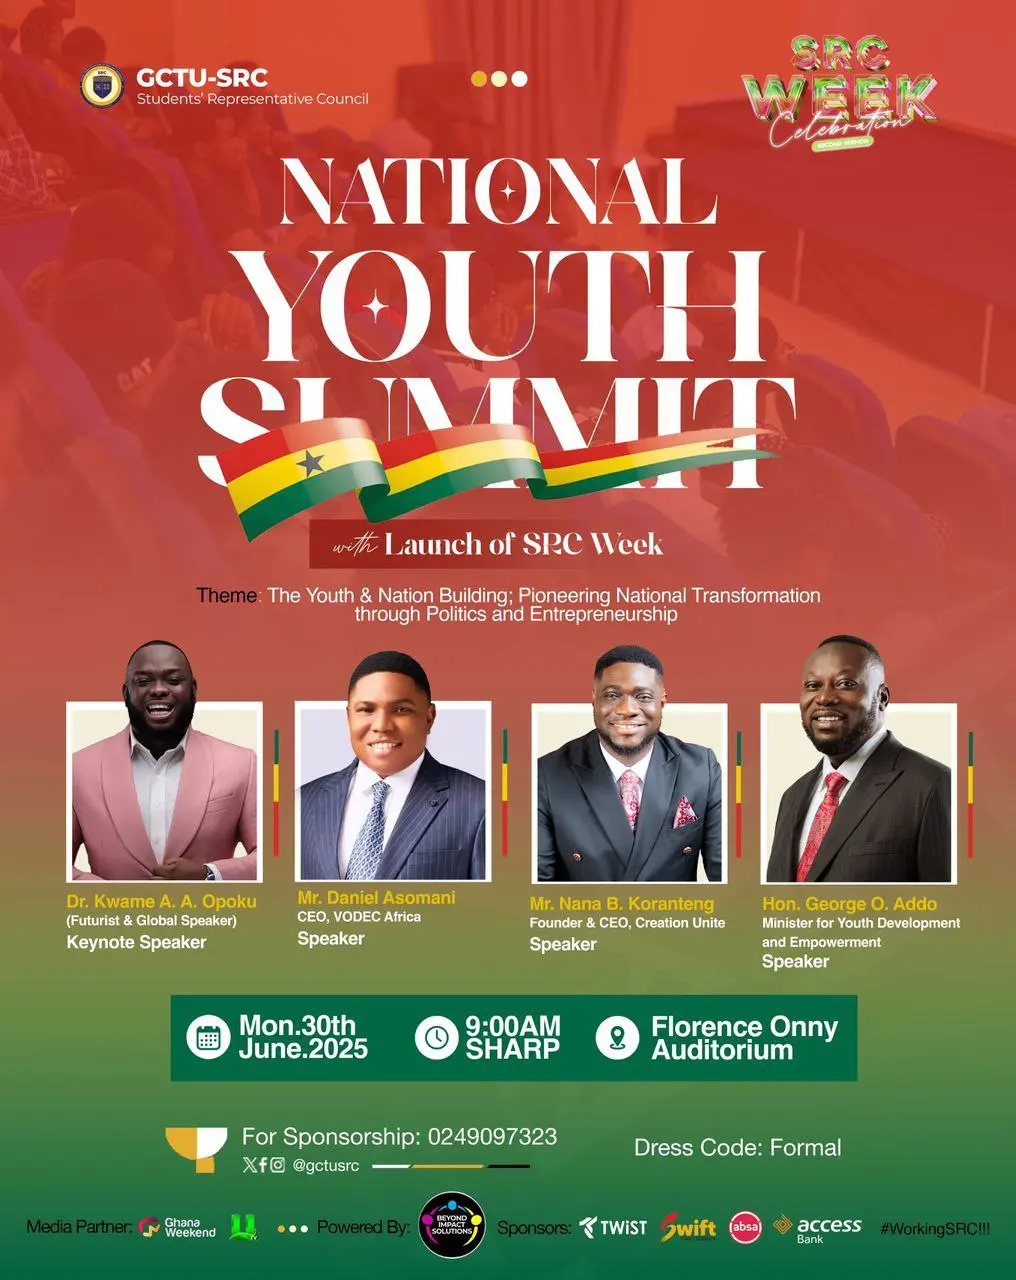 SRC
GCTU-SRC
Students' Representative Council
SRC
WEEK
Celebration
NATIONAL
YOUTH
SUMMIT
with Launch of SRC Week
Theme: The Youth & Nation Building; Pioneering National Transformation
through Politics and Entrepreneurship
Dr. Kwame A. A. Opoku
(Futurist & Global Speaker)
Keynote Speaker
Mr. Daniel Asomani
CEO, VODEC Africa
Speaker
Mr. Nana B. Koranteng
Founder & CEO, Creation Unite
Speaker
Hon. George O. Addo
Minister for Youth Development
and Empowerment
Speaker
Mon.30th
June.2025
9:00AM
SHARP
Florence Onny
Auditorium
For Sponsorship: 0249097323
@gctusrc
Dress Code: Formal
Media Partner:
Ghana
Weekend
TV
Powered By:
BEYOND
IMPACT
SOLUTIONS
Sponsors:
TWIST
Swift
absa
access
Bank
#WorkingSRC!!!